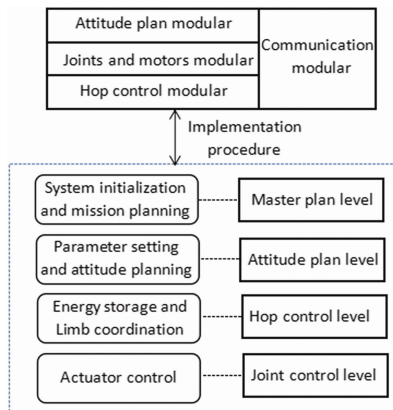 Attitude plan modular
Joints and motors modular
Hop control modular
Communication
modular
Implementation
procedure
System initialization
and mission planning
Master plan level
Parameter setting
and attitude planning
Attitude plan level
Energy storage and
Limb coordination
Hop control level
Actuator control
Joint control level